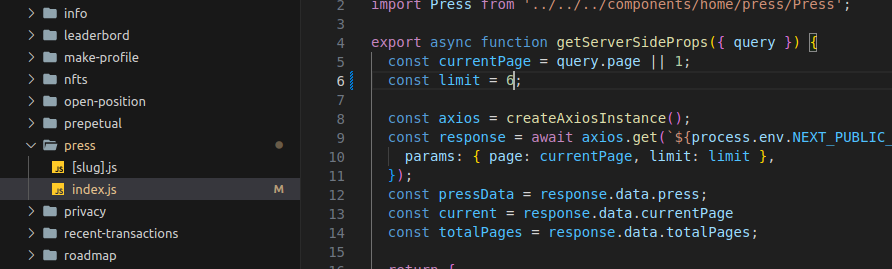 info
leaderbord
make-profile
nfts
open-position
prepetual
press
JS [slug].js
JS index.js M
privacy
recent-transactions
roadmap
2 import Press from '../../../components/home/press/Press';
3
4 export async function getServerSideProps({ query }) {
5 const currentPage = query.page || 1;
6 const limit = 6;
7
8 const axios = createAxiosInstance();
9 const response = await axios.get(`${process.env.NEXT_PUBLIC_
10 params: { page: currentPage, limit: limit },
11 });
12 const pressData = response.data.press;
13 const current = response.data.currentPage
14 const totalPages = response.data.totalPages;
15
16 return {